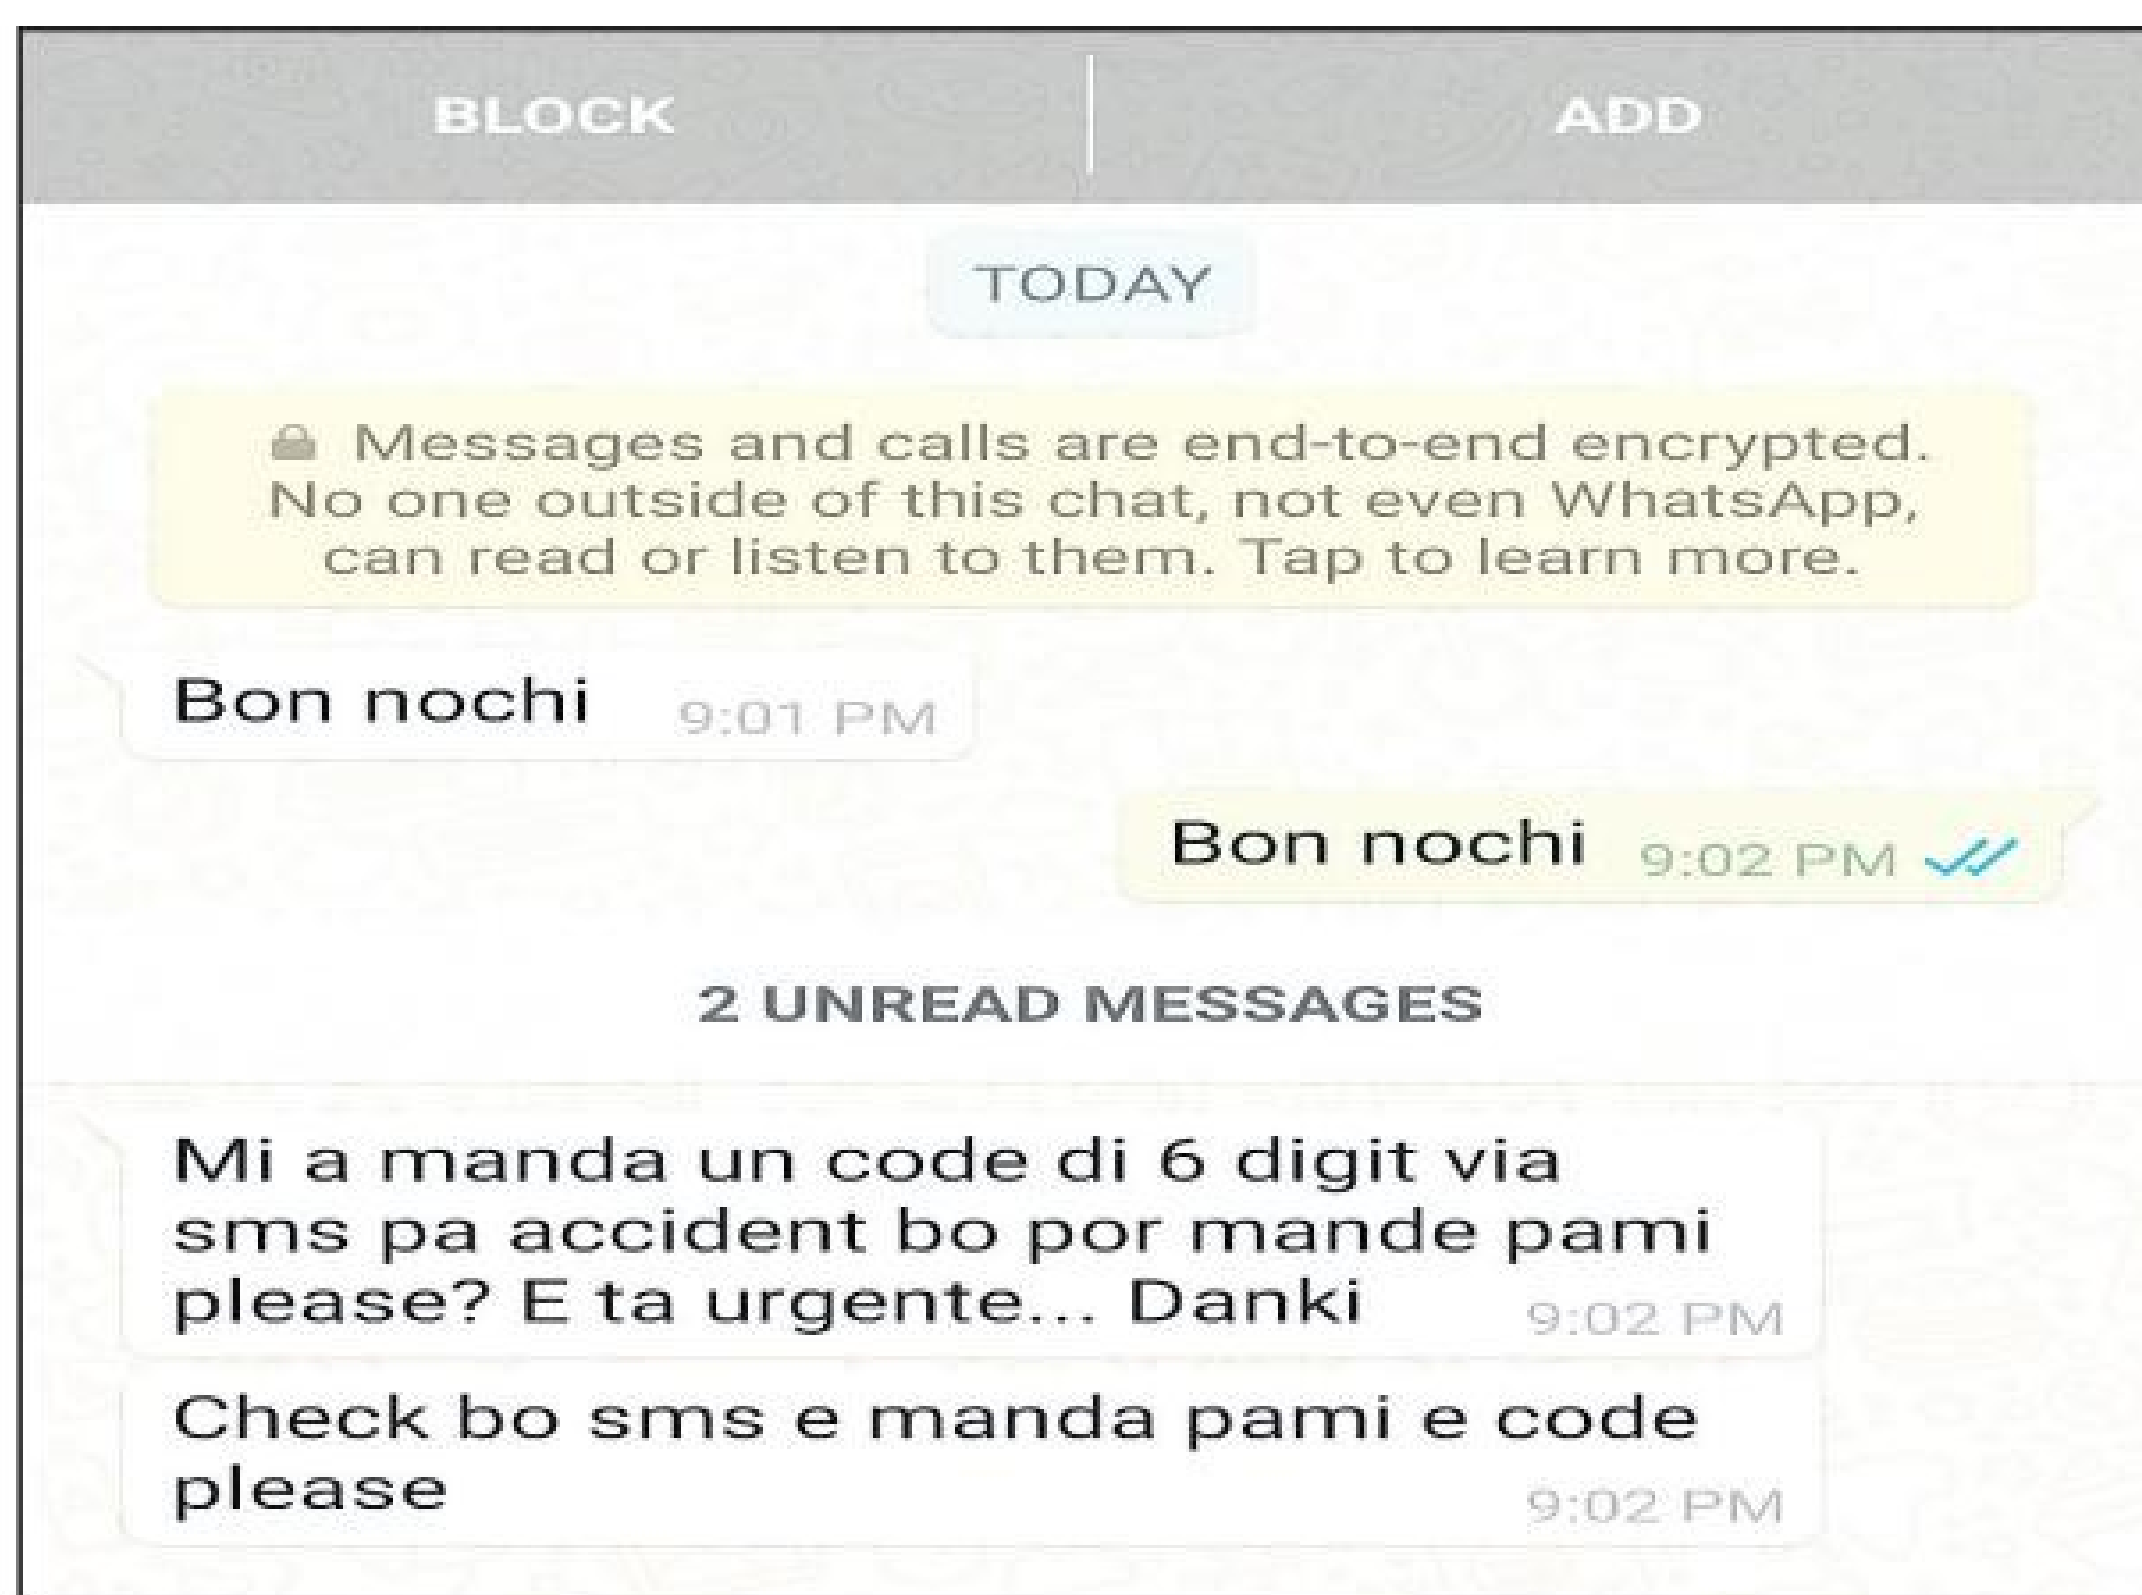 BLOCK
ADD
TODAY
Messages and calls are end-to-end encrypted.
No one outside of this chat, not even WhatsApp,
can read or listen to them. Tap to learn more.
Bon nochi 9:01 PM
Bon nochi 9:02 PM
2 UNREAD MESSAGES
Mi a manda un code di 6 digit via
sms pa accident bo por mande pami
please? E ta urgente... Danki 9:02 PM
Check bo sms e manda pami e code
please 9:02 PM